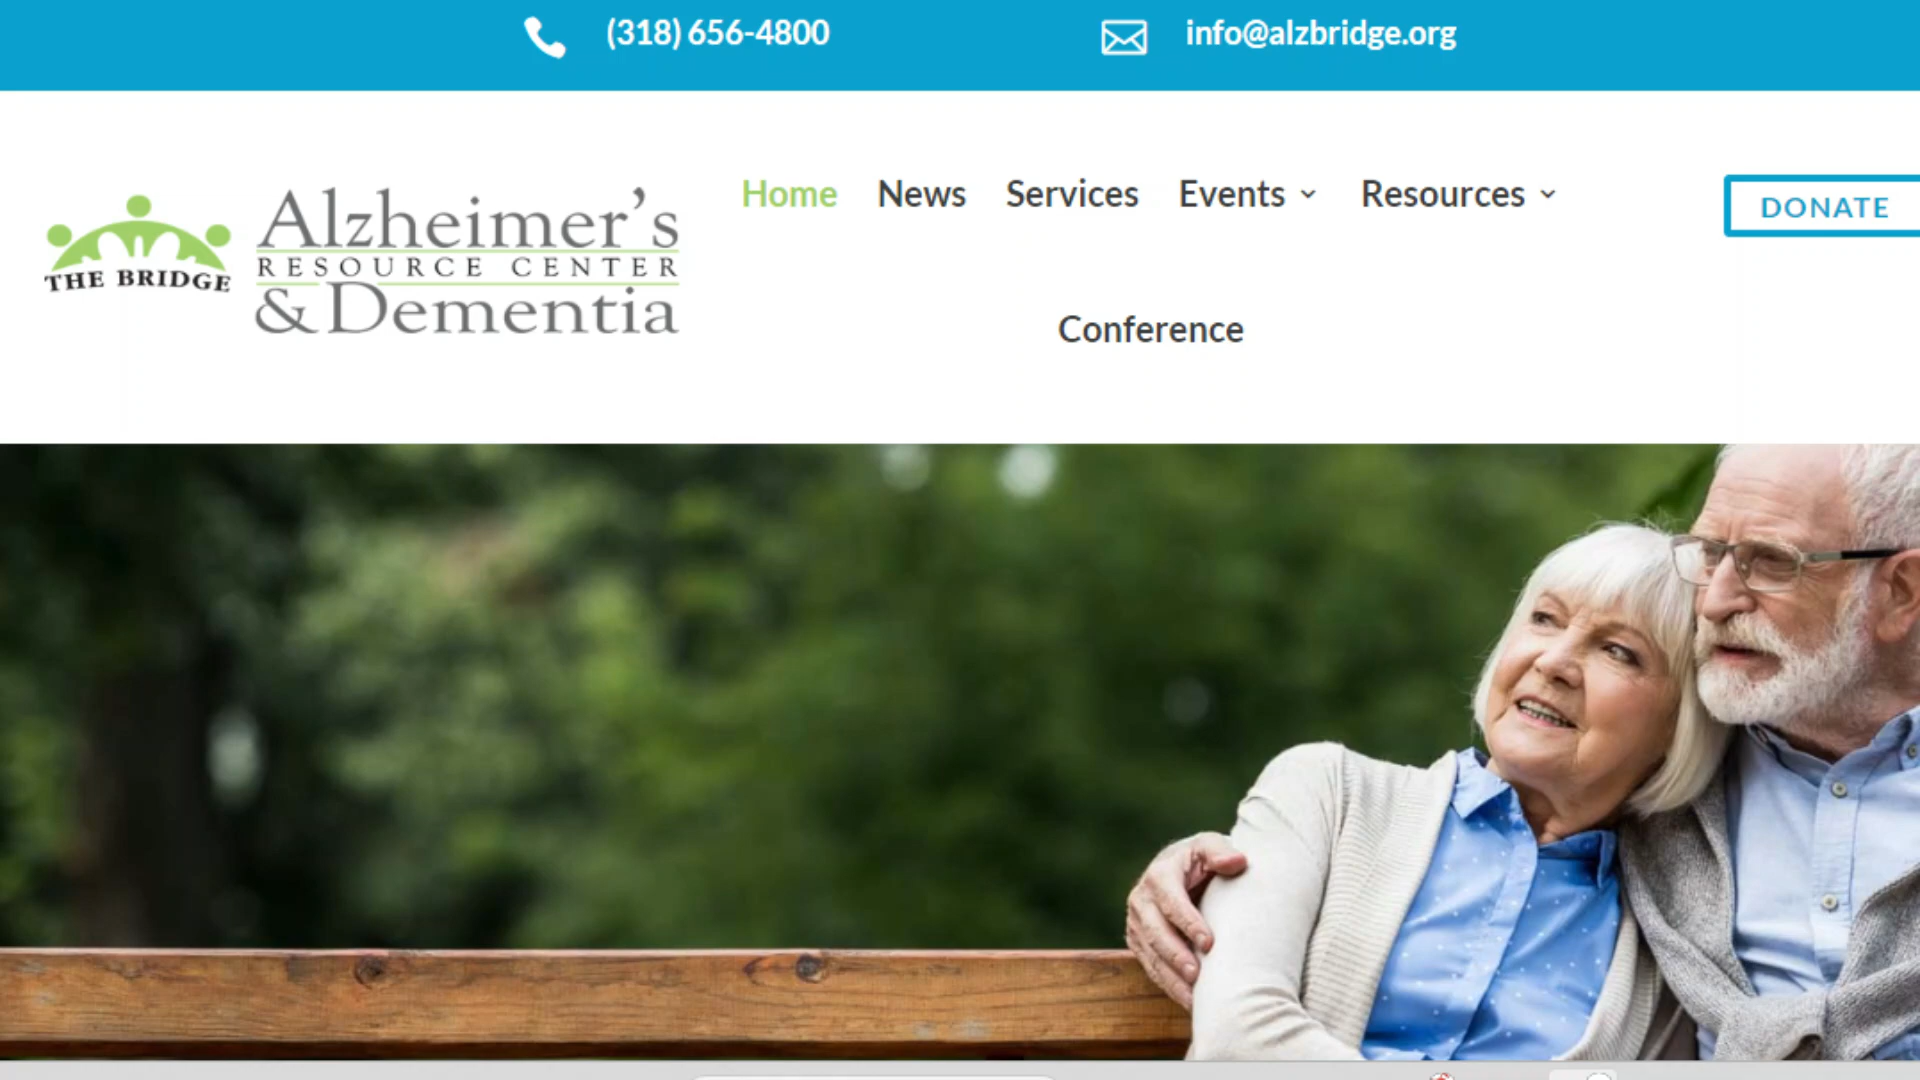 (318) 656-4800
info@alzbridge.org
THE BRIDGE
Alzheimer's
RESOURCE CENTER
& Dementia
Home News Services Events Resources
DONATE
Conference